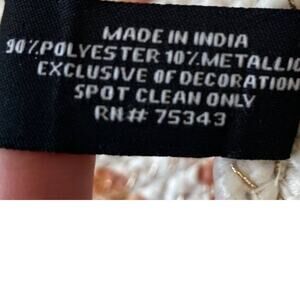 MADE IN INDIA
90%POLYESTER 10%METALLIC
EXCLUSIVE OF DECORATION
SPOT CLEAN ONLY
RN# 75343